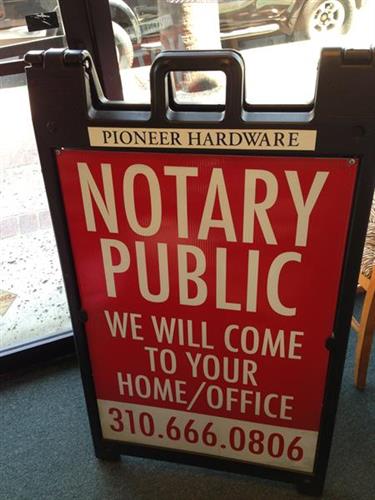 PIONEER HARDWARE
NOTARY
PUBLIC
WE WILL COME
TO YOUR
HOME/OFFICE
310.666.0806